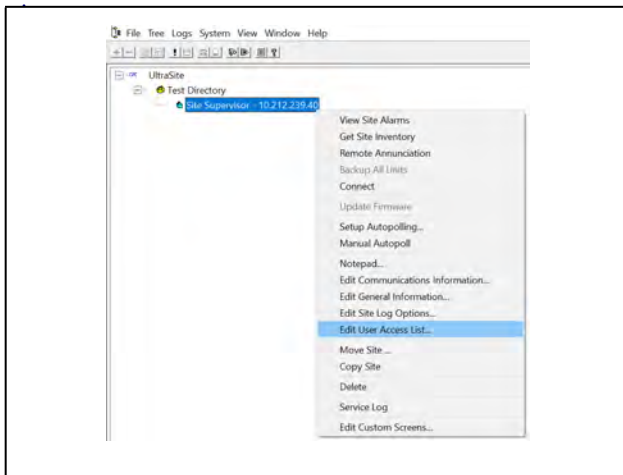 File Tree Logs System View Window Help
UltraSite
Test Directory
Site Supervisor - 10.212.239.40
View Site Alarms
Get Site Inventory
Remote Annunciation
Backup All Units
Connect
Update Firmware
Setup Autopolling...
Manual Autopoll
Notepad...
Edit Communications Information...
Edit General Information...
Edit Site Log Options...
Edit User Access List...
Move Site...
Copy Site
Delete
Service Log
Edit Custom Screens...